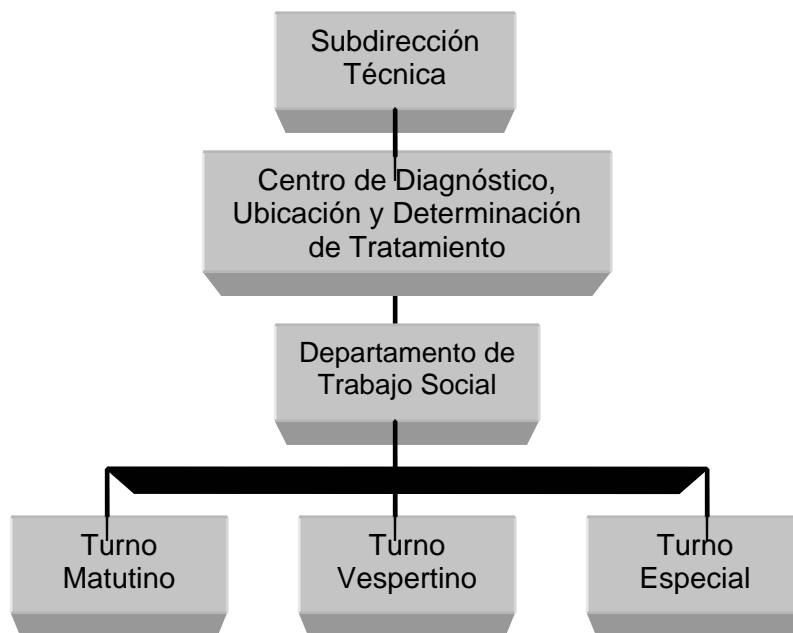 Subdirección
Técnica
Centro de Diagnóstico,
Ubicación y Determinación
de Tratamiento
Departamento de
Trabajo Social
Turno
Matutino
Turno
Vespertino
Turno
Especial